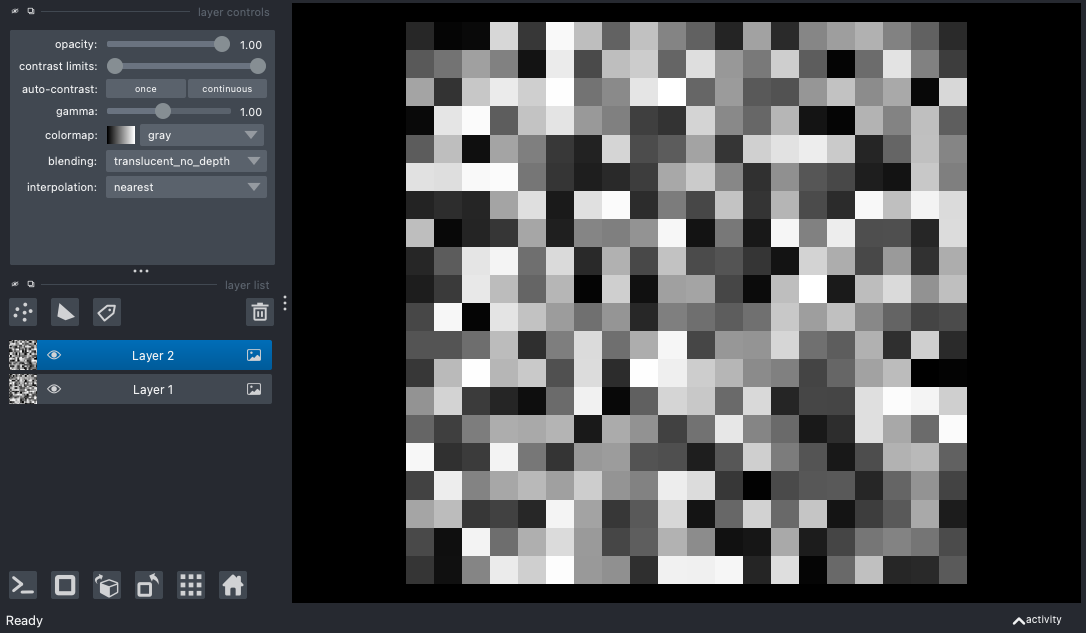 layer controls
opacity: 1.00
contrast limits:
auto-contrast: once continuous
gamma: 1.00
colormap: gray
blending: translucent_no_depth
interpolation: nearest
layer list
Layer 2
Layer 1
Ready
activity